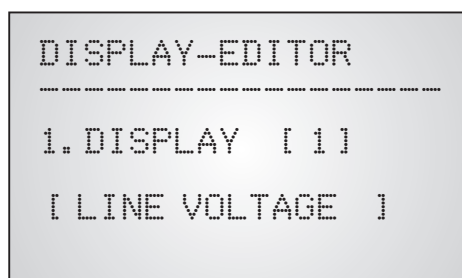 DISPLAY-EDITOR
--------------------
1. DISPLAY [ 1 ]
[ LINE VOLTAGE ]